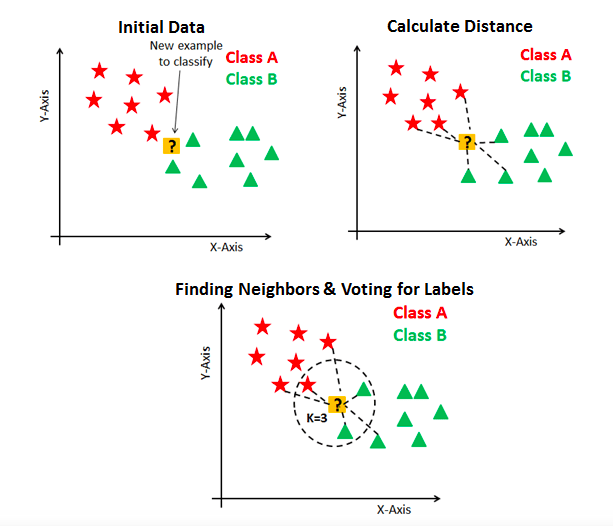 Initial Data
New example
to classify
Class A
Class B
Y-Axis
?
X-Axis
Calculate Distance
Class A
Class B
Y-Axis
?
X-Axis
Finding Neighbors & Voting for Labels
Class A
Class B
Y-Axis
?
K=3
X-Axis